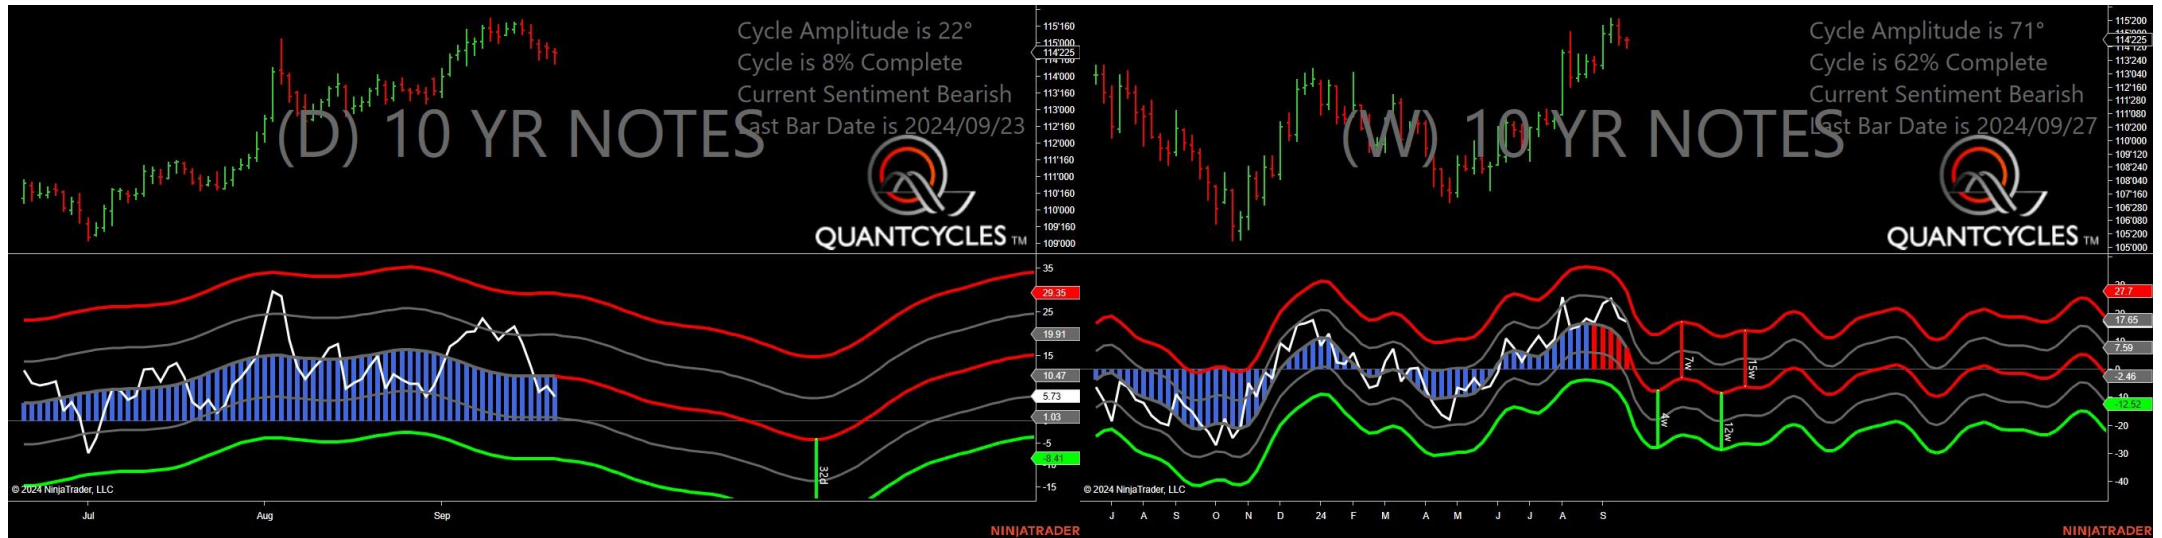 Cycle Amplitude is 22°
Cycle is 8% Complete
Current Sentiment Bearish
Last Bar Date is 2024/09/23
(D) 10 YR NOTES
QUANTCYCLES TM
115'160
115'000
114'225
114'160
114'000
113'160
113'000
112'160
112'000
111'160
111'000
110'160
110'000
109'160
109'000
35
29.35
25
19.91
15
10.47
5.73
1.03
-5
-8.41
-15
32d
© 2024 NinjaTrader, LLC
Jul Aug Sep
NINJATRADER
Cycle Amplitude is 71°
Cycle is 62% Complete
Current Sentiment Bearish
Last Bar Date is 2024/09/27
(W) 10 YR NOTES
QUANTCYCLES TM
115'200
114'225
114'120
113'240
113'040
112'160
111'280
111'080
110'200
110'000
109'120
108'240
108'040
107'160
106'280
106'080
105'200
105'000
27.7
17.65
7.59
-2.46
-12.52
-20
-30
-40
7w
15w
4w
12w
© 2024 NinjaTrader, LLC
J A S O N D 24 F M A M J J A S
NINJATRADER